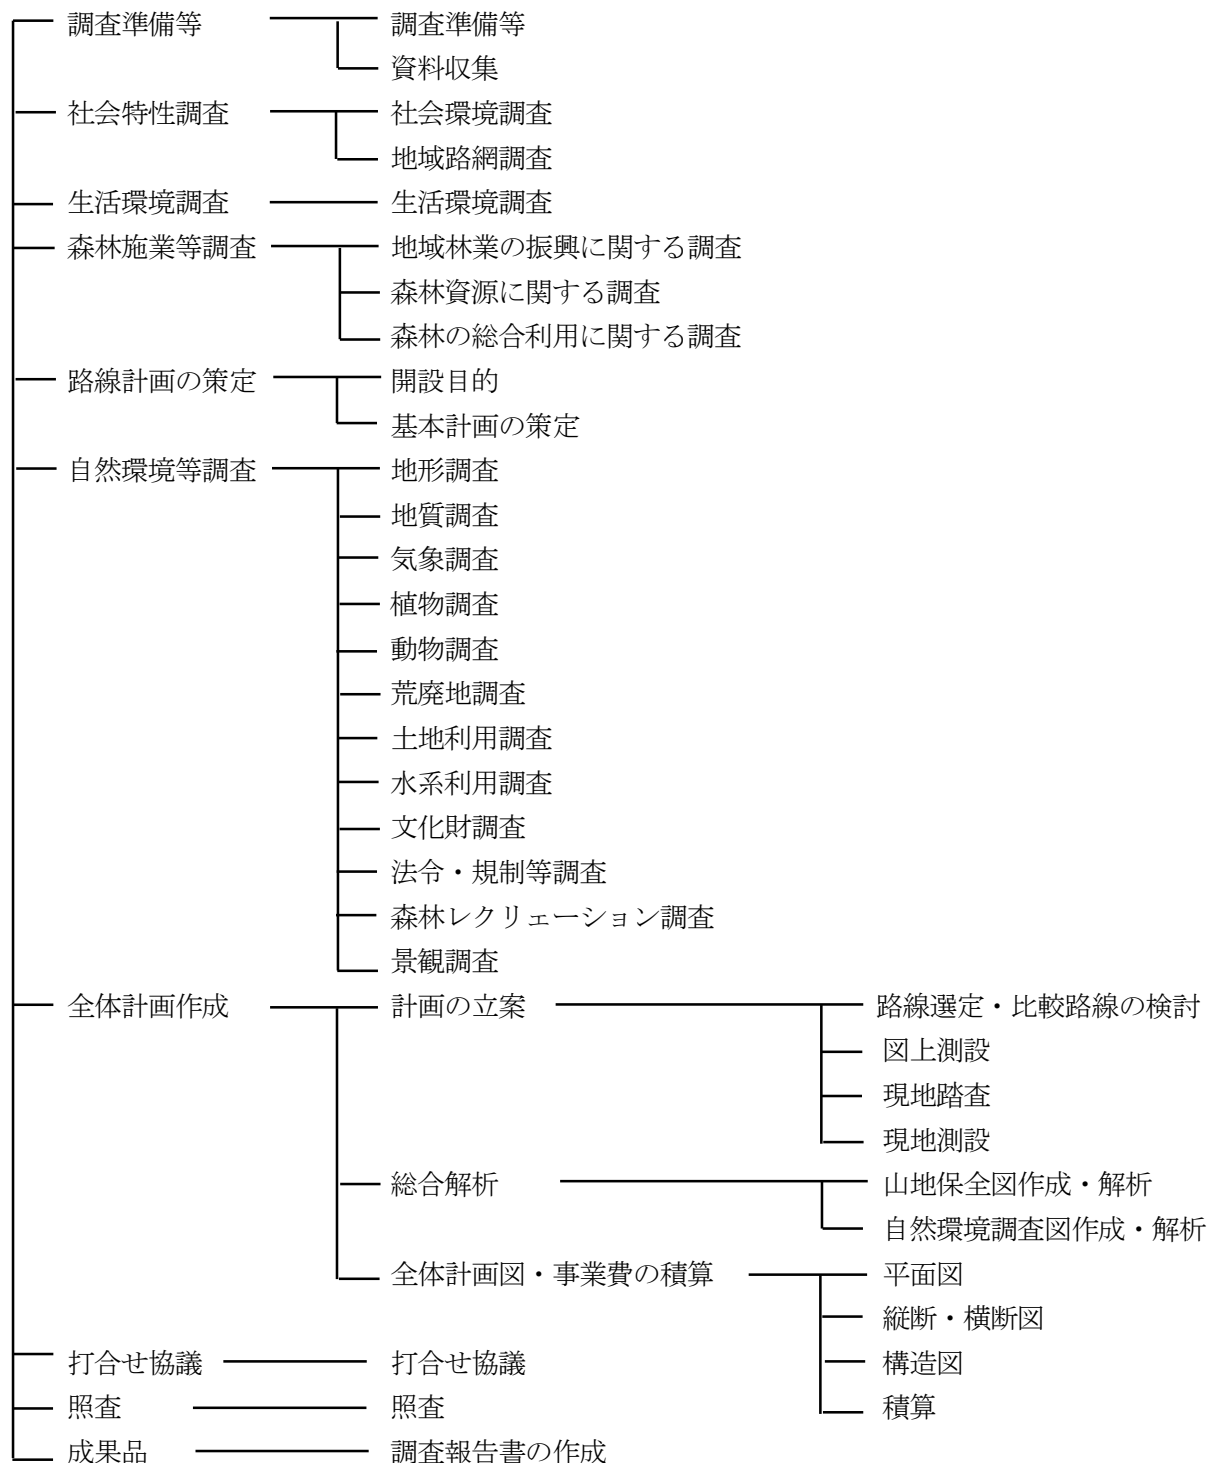 調査準備等 調査準備等
資料収集
社会特性調査 社会環境調査
地域路網調査
生活環境調査 生活環境調査
森林施業等調査 地域林業の振興に関する調査
森林資源に関する調査
森林の総合利用に関する調査
路線計画の策定 開設目的
基本計画の策定
自然環境等調査 地形調査
地質調査
気象調査
植物調査
動物調査
荒廃地調査
土地利用調査
水系利用調査
文化財調査
法令・規制等調査
森林レクリェーション調査
景観調査
全体計画作成 計画の立案 路線選定・比較路線の検討
図上測設
現地踏査
現地測設
総合解析 山地保全図作成・解析
自然環境調査図作成・解析
全体計画図・事業費の積算 平面図
縦断・横断図
打合せ協議 打合せ協議 構造図
照査 照査 積算
成果品 調査報告書の作成